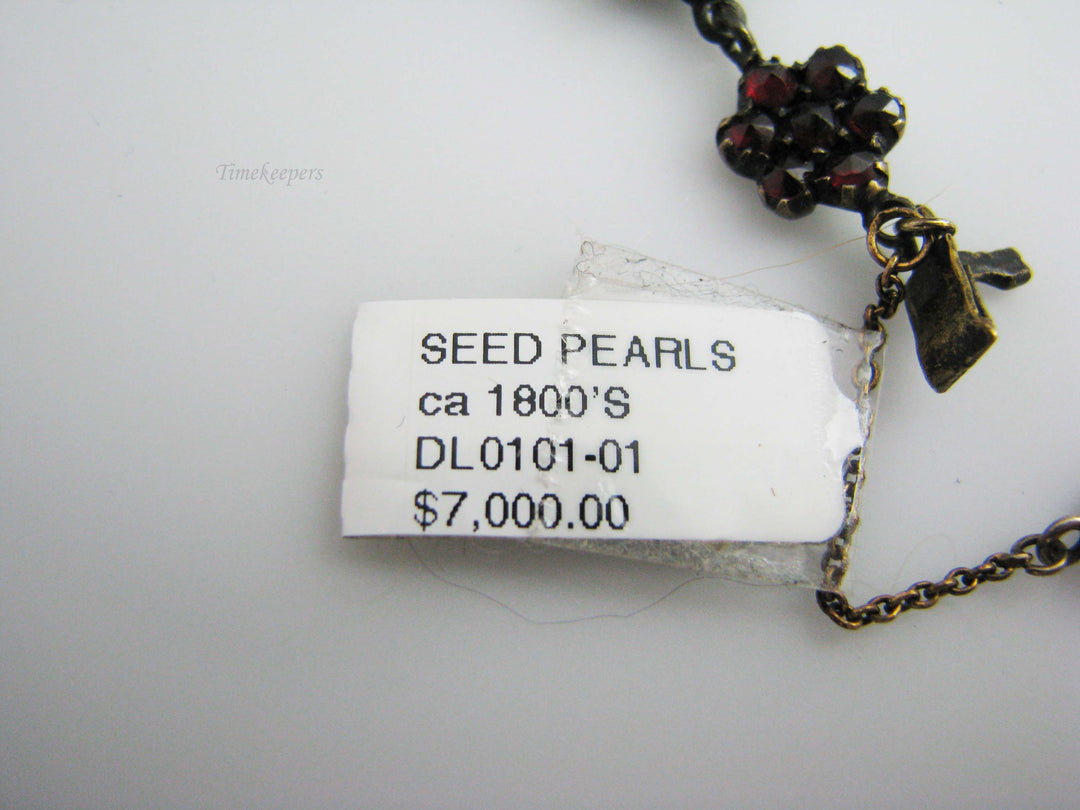 Timekeepers
SEED PEARLS
ca 1800'S
DL0101-01
$7,000.00